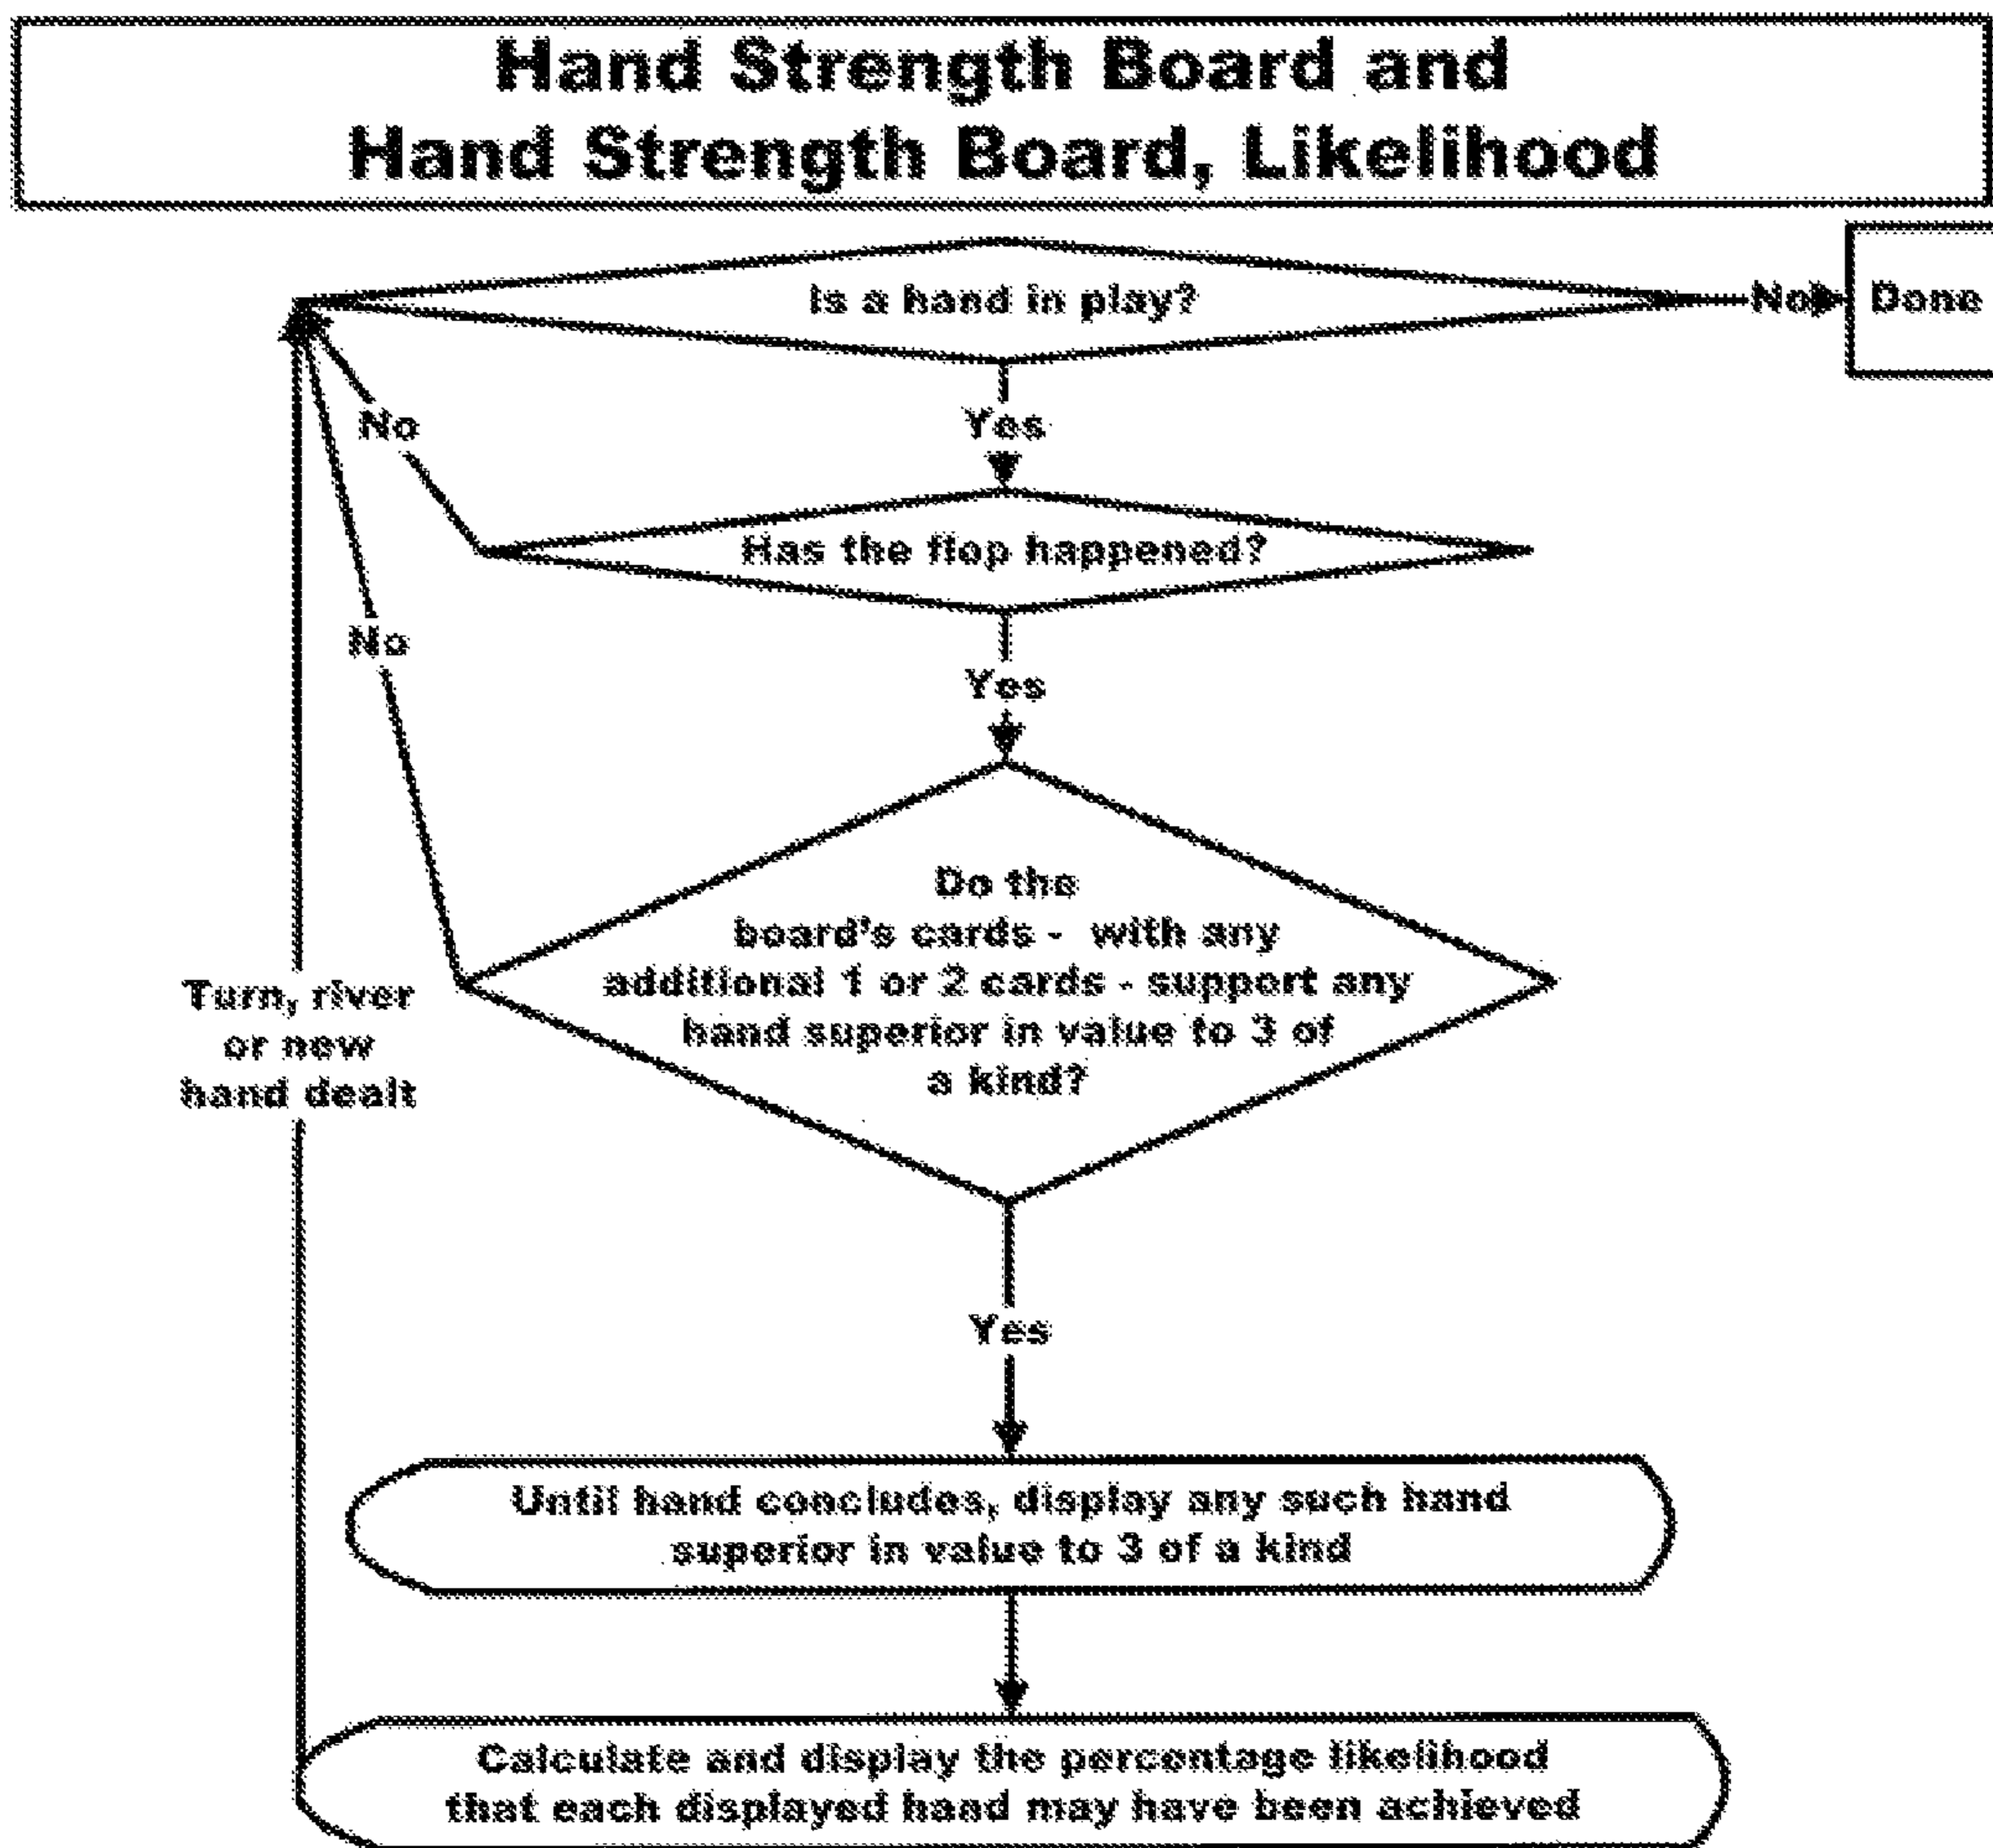 Hand Strength Board and
Hand Strength Board, Likelihood
Is a hand in play?
No
Done
Yes
No
Has the flop happened?
No
Yes
Do the
board's cards - with any
additional 1 or 2 cards - support any
hand superior in value to 3 of
a kind?
Turn, river
or new
hand dealt
Yes
Until hand concludes, display any such hand
superior in value to 3 of a kind
Calculate and display the percentage likelihood
that each displayed hand may have been achieved